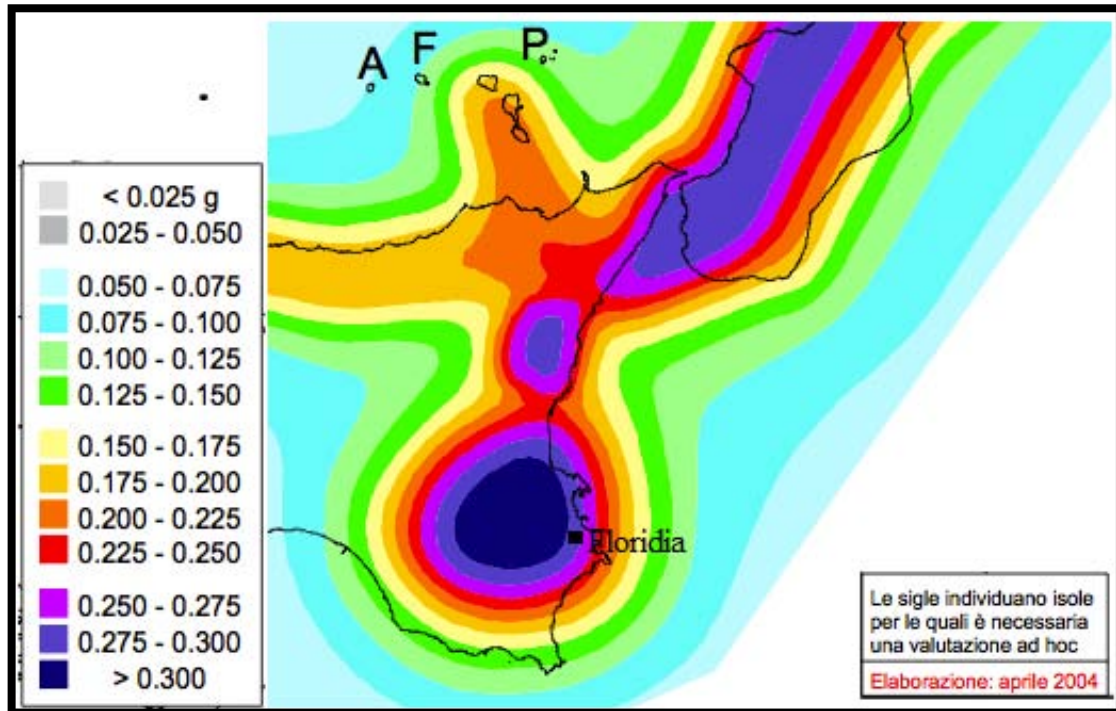 A F P
< 0.025 g
0.025 - 0.050
0.050 - 0.075
0.075 - 0.100
0.100 - 0.125
0.125 - 0.150
0.150 - 0.175
0.175 - 0.200
0.200 - 0.225
0.225 - 0.250
0.250 - 0.275
0.275 - 0.300
> 0.300
Floridia
Le sigle individuano isole
per le quali è necessaria
una valutazione ad hoc
Elaborazione: aprile 2004